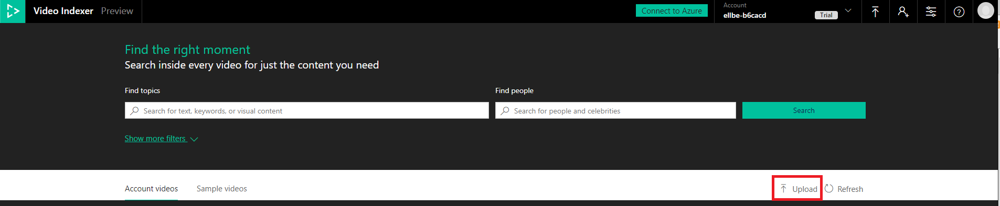 Video Indexer Preview
Connect to Azure
Account
ellbe-b6cacd
Trial
Find the right moment
Search inside every video for just the content you need
Find topics
Find people
Search for text, keywords, or visual content
Search for people and celebrities
Search
Show more filters
Account videos
Sample videos
Upload
Refresh